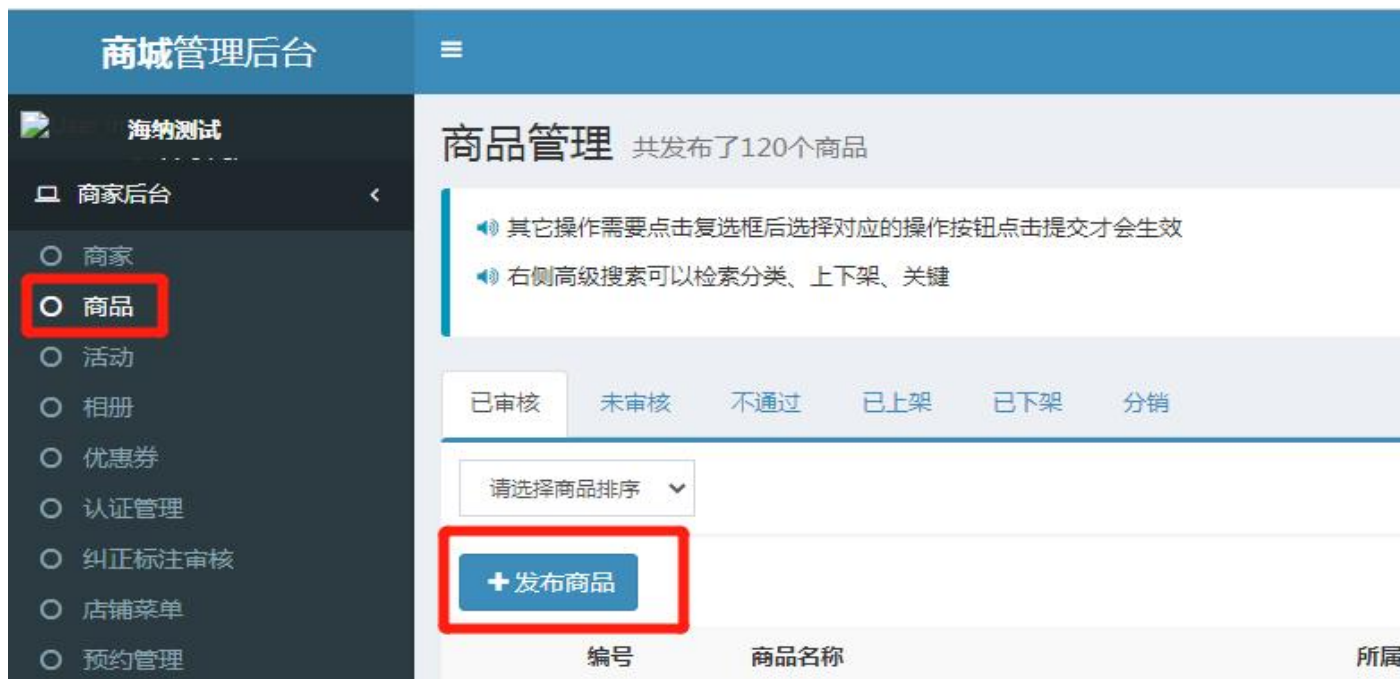 商城管理后台
海纳测试
商家后台
商家
商品
活动
相册
优惠券
认证管理
纠正标注审核
店铺菜单
预约管理
商品管理 共发布了120个商品
其它操作需要点击复选框后选择对应的操作按钮点击提交才会生效
右侧高级搜索可以检索分类、上下架、关键
已审核 未审核 不通过 已上架 已下架 分销
请选择商品排序
+发布商品
编号 商品名称 所属